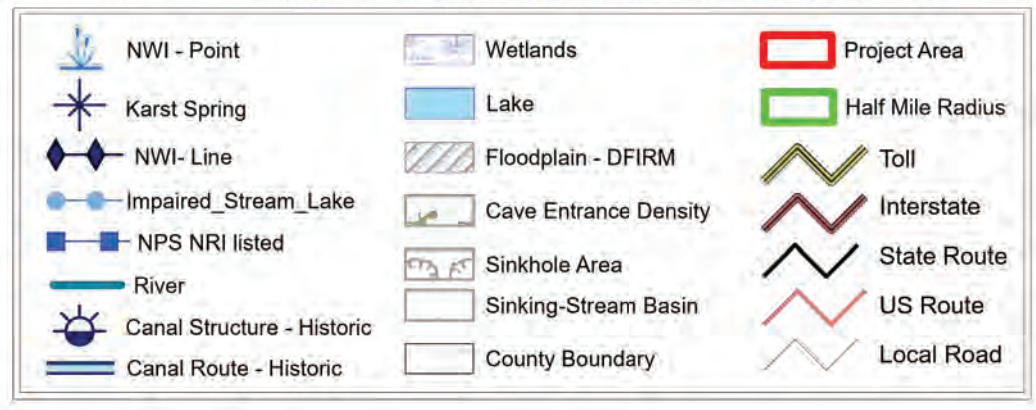 NWI - Point
Karst Spring
NWI- Line
Impaired_Stream_Lake
NPS NRI listed
River
Canal Structure - Historic
Canal Route - Historic
Wetlands
Lake
Floodplain - DFIRM
Cave Entrance Density
Sinkhole Area
Sinking-Stream Basin
County Boundary
Project Area
Half Mile Radius
Toll
Interstate
State Route
US Route
Local Road